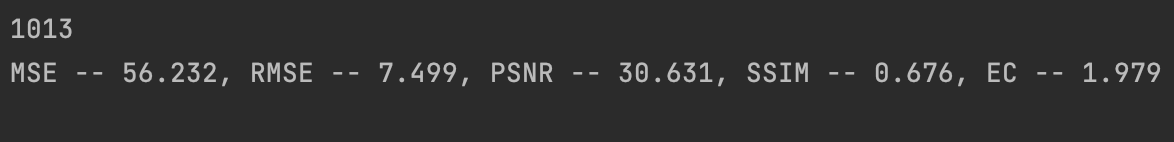 1013
MSE -- 56.232, RMSE -- 7.499, PSNR -- 30.631, SSIM -- 0.676, EC -- 1.979